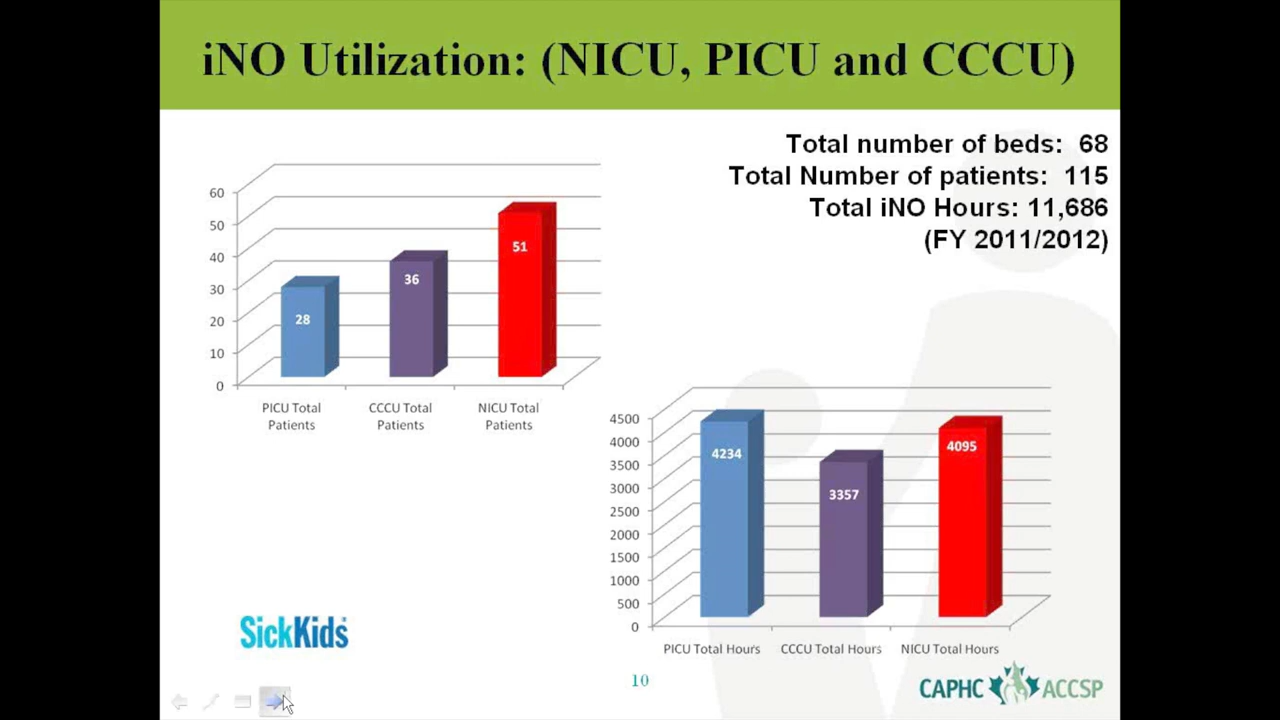 iNO Utilization: (NICU, PICU and CCCU)
Total number of beds: 68
Total Number of patients: 115
Total iNO Hours: 11,686
(FY 2011/2012)
60
50
40
30
20
10
0
28
36
51
PICU Total Patients
CCCU Total Patients
NICU Total Patients
4500
4000
3500
3000
2500
2000
1500
1000
500
0
4234
3357
4095
PICU Total Hours
CCCU Total Hours
NICU Total Hours
SickKids®
10
CAPHC ACCSP